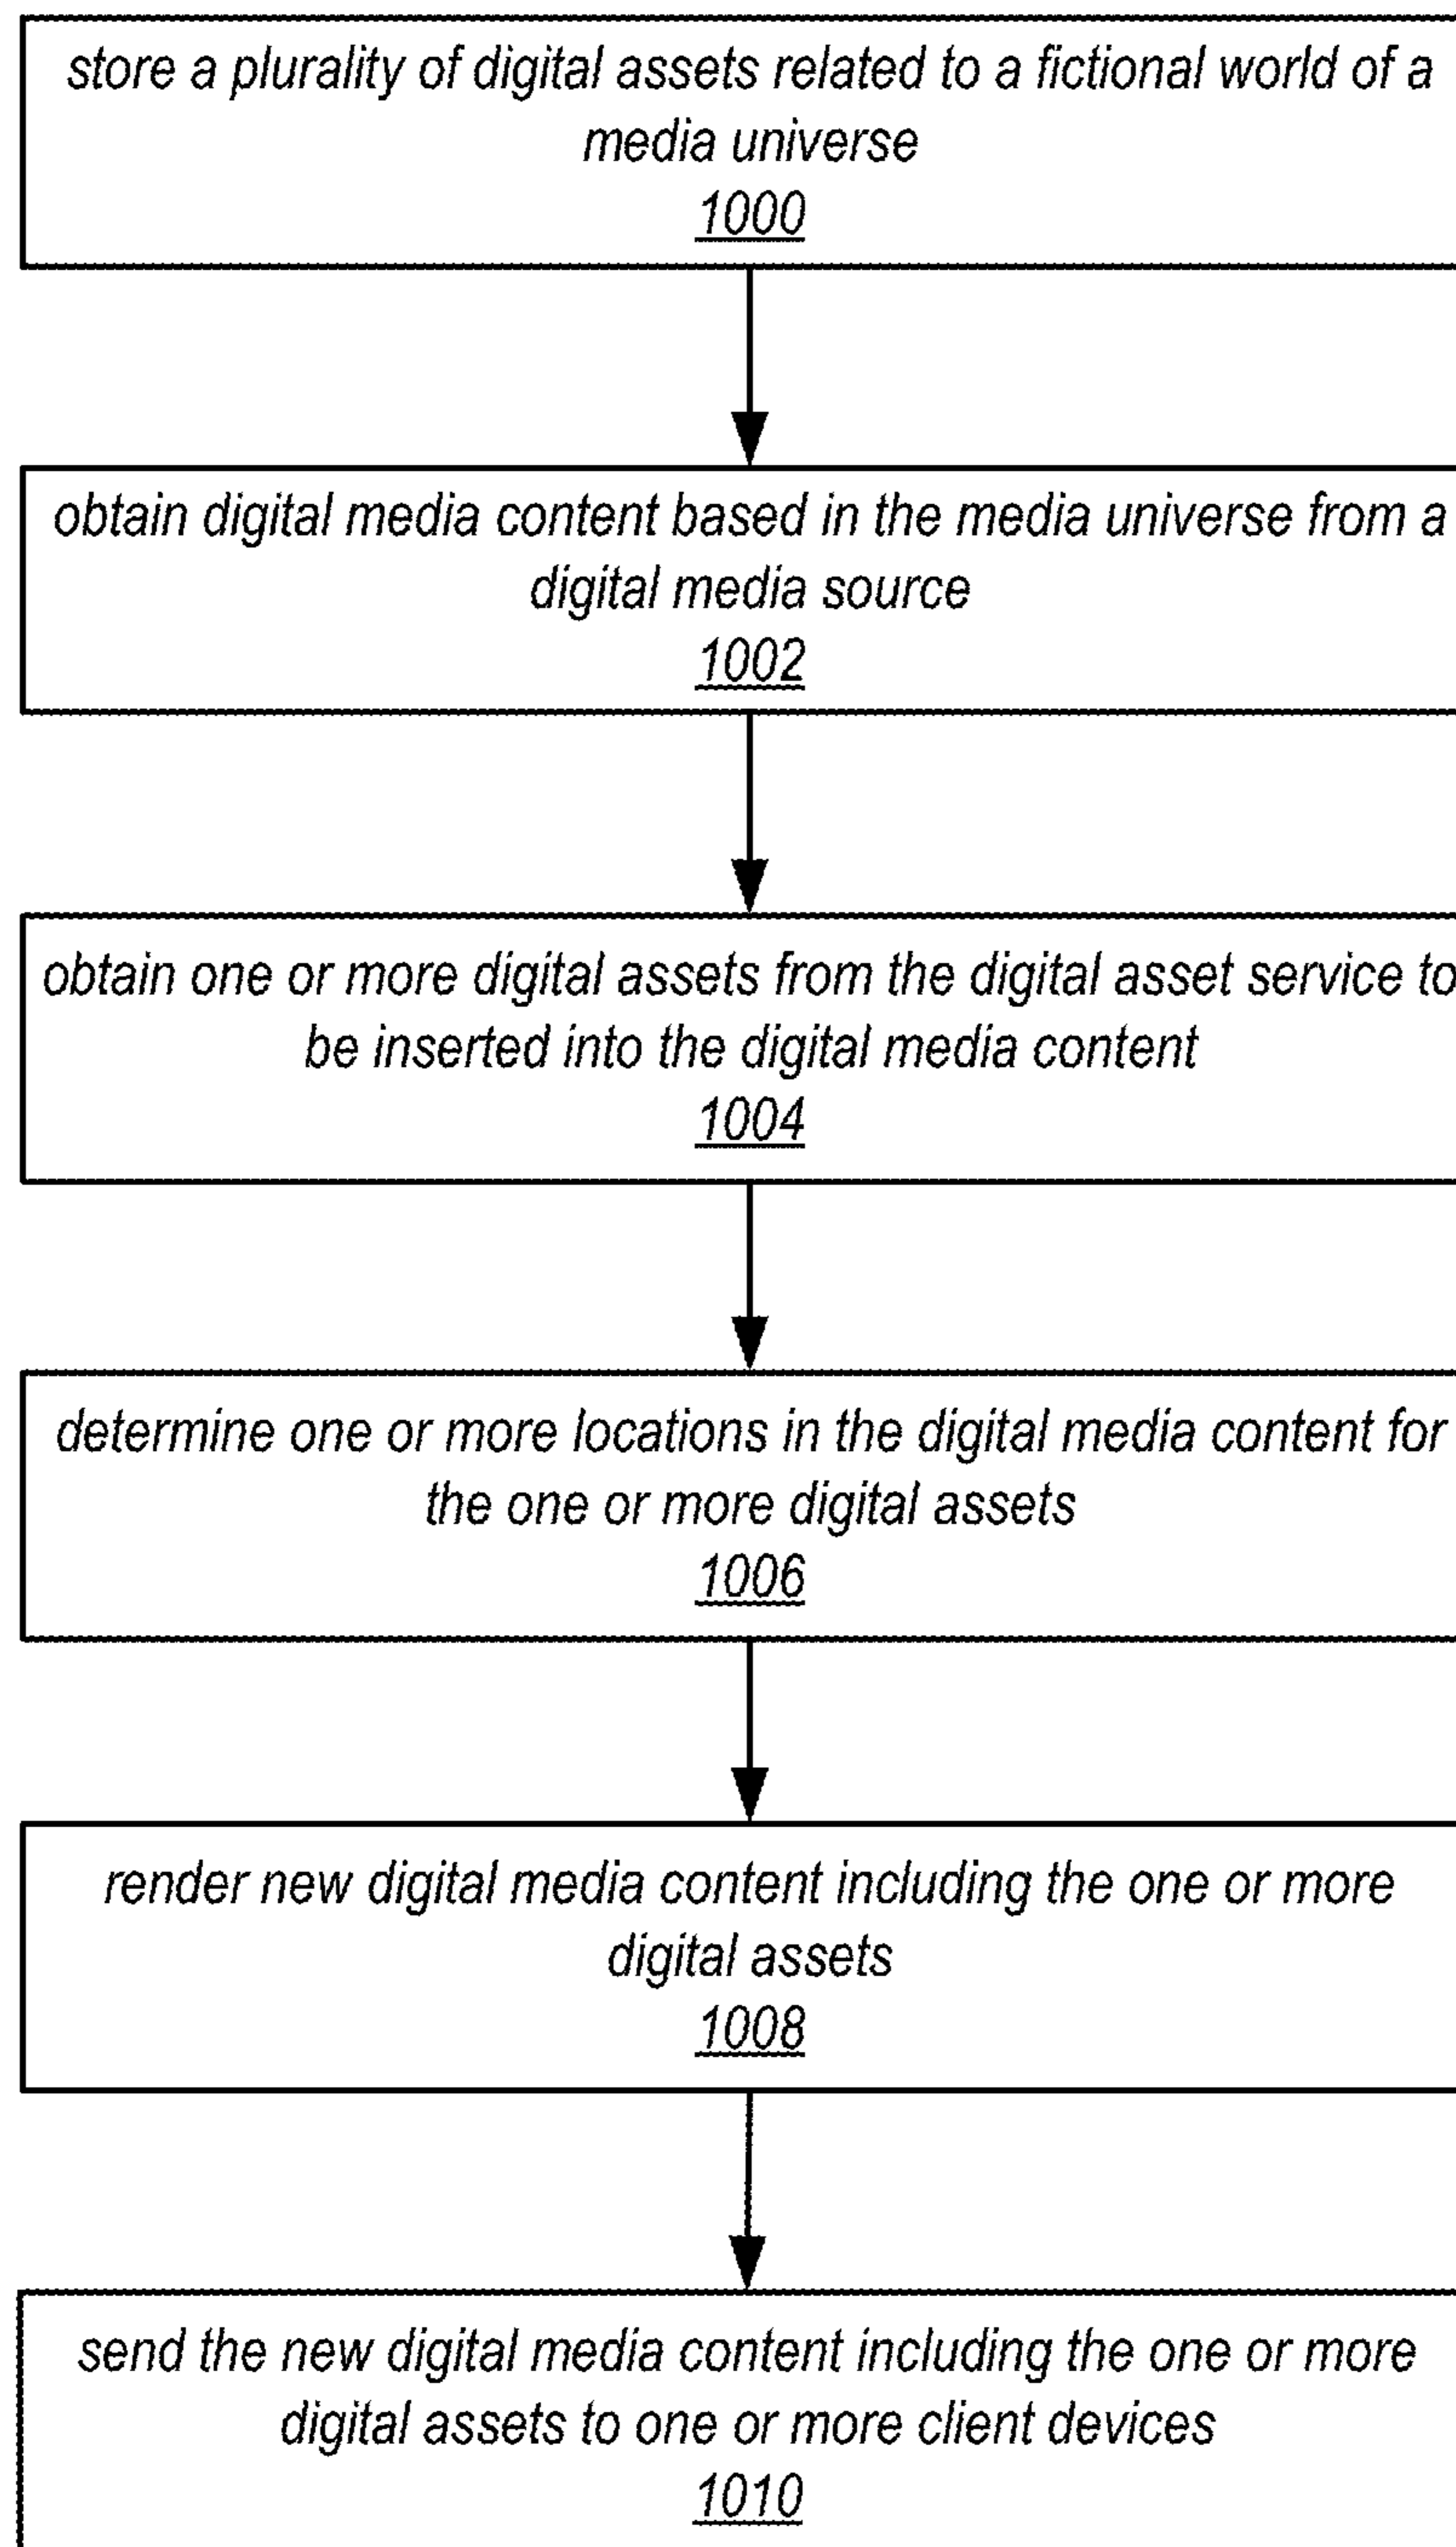 store a plurality of digital assets related to a fictional world of a
media universe
1000
obtain digital media content based in the media universe from a
digital media source
1002
obtain one or more digital assets from the digital asset service to
be inserted into the digital media content
1004
determine one or more locations in the digital media content for
the one or more digital assets
1006
render new digital media content including the one or more
digital assets
1008
send the new digital media content including the one or more
digital assets to one or more client devices
1010